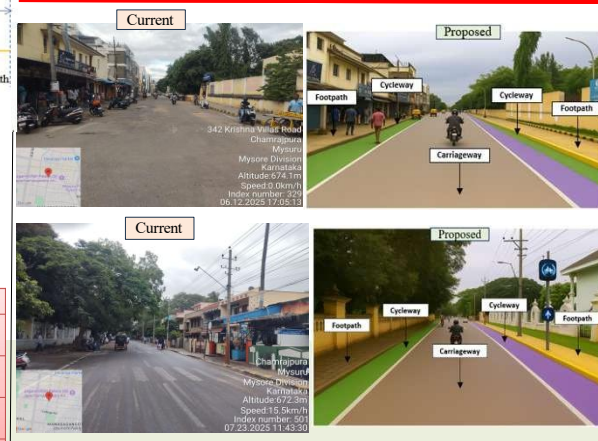 Current
342 Krishna Vilas Road
Chamrajpura
Mysuru
Mysore Division
Karnataka
Altitude:674.1m
Speed:0.0km/h
Index number: 329
06.12.2025 17:05:13
Proposed
Footpath
Cycleway
Cycleway
Footpath
Carriageway
Current
Chamrajpura
Mysuru
Mysore Division
Karnataka
Altitude:672.3m
Speed:15.5km/h
Index number: 501
07.23.2025 11:43:30
Proposed
Footpath
Cycleway
Cycleway
Footpath
Carriageway